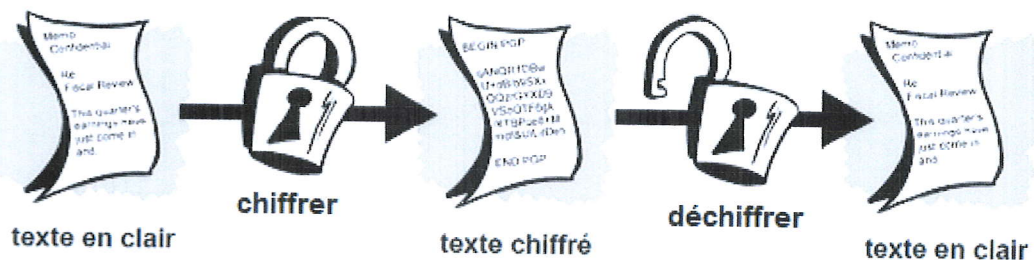 Memo
Confidential
Re
Fiscal Review
This quarter's
earnings have
just come in
and
chiffrer
texte en clair
BEGIN PGP
END PGP
texte chiffré
déchiffrer
Memo
Confidential
Re
Fiscal Review
This quarter's
earnings have
just come in
and
texte en clair